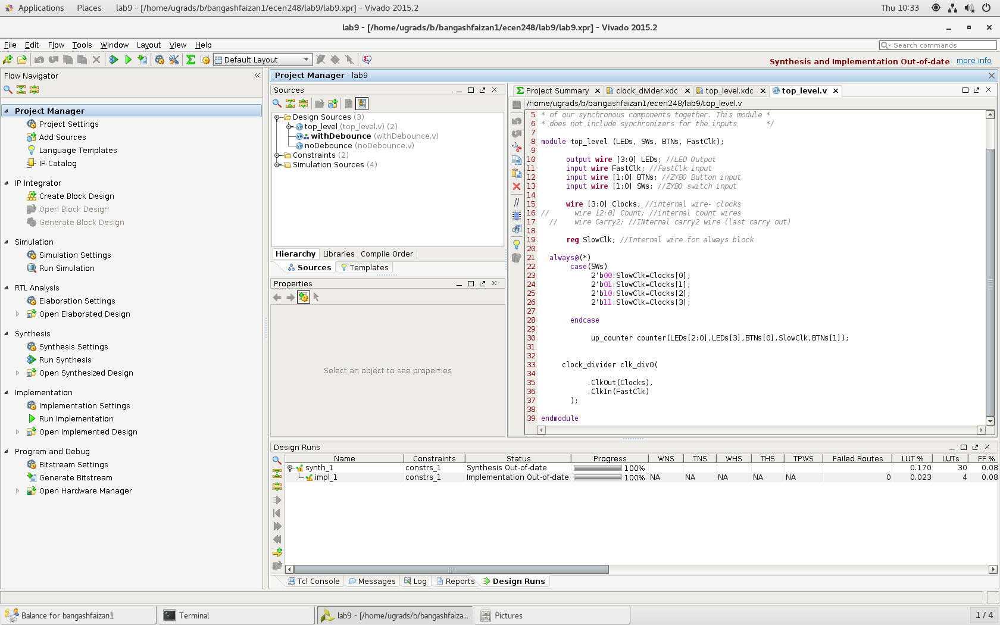 Applications Places lab9 - [/home/ugrads/b/bangashfaizan1/ecen248/lab9/lab9.xpr] - Vivado 2015.2 Thu 10:33
lab9 - [/home/ugrads/b/bangashfaizan1/ecen248/lab9/lab9.xpr] - Vivado 2015.2
File Edit Flow Tools Window Layout View Help
Search commands
Default Layout
Synthesis and Implementation Out-of-date more info
Flow Navigator
Project Manager
Project Settings
Add Sources
Language Templates
IP Catalog
IP Integrator
Create Block Design
Open Block Design
Generate Block Design
Simulation
Simulation Settings
Run Simulation
RTL Analysis
Elaboration Settings
Open Elaborated Design
Synthesis
Synthesis Settings
Run Synthesis
Open Synthesized Design
Implementation
Implementation Settings
Run Implementation
Open Implemented Design
Program and Debug
Bitstream Settings
Generate Bitstream
Open Hardware Manager
Project Manager - lab9
Sources
Design Sources (3)
top_level (top_level.v) (2)
withDebounce (withDebounce.v)
noDebounce (noDebounce.v)
Constraints (2)
Simulation Sources (4)
Hierarchy Libraries Compile Order
Sources Templates
Properties
Select an object to see properties
Project Summary clock_divider.xdc top_level.xdc top_level.v
/home/ugrads/b/bangashfaizan1/ecen248/lab9/top_level.v
5 * of our synchronous components together. This module *
6 * does not include synchronizers for the inputs */
7
8 module top_level (LEDs, SWs, BTNs, FastClk);
9
10 output wire [3:0] LEDs; //LED Output
11 input wire FastClk; //FastClk input
12 input wire [1:0] BTNs; //ZYBO Button input
13 input wire [1:0] SWs; //ZYBO switch input
14
15 wire [3:0] Clocks; //internal wire- clocks
16 // wire [2:0] Count; //internal count wires
17 // wire Carry2; //INternal carry2 wire (last carry out)
18
19 reg SlowClk; //Internal wire for always block
20
21 always@(*)
22 case(SWs)
23 2'b00:SlowClk=Clocks[0];
24 2'b01:SlowClk=Clocks[1];
25 2'b10:SlowClk=Clocks[2];
26 2'b11:SlowClk=Clocks[3];
27
28 endcase
29
30 up_counter counter(LEDs[2:0],LEDs[3],BTNs[0],SlowClk,BTNs[1]);
31
32
33 clock_divider clk_div0(
34
35 .ClkOut(Clocks),
36 .ClkIn(FastClk)
37 );
38
39 endmodule
Design Runs
Name Constraints Status Progress WNS TNS WHS THS TPWS Failed Routes LUT % LUTs FF %
synth_1 constrs_1 Synthesis Out-of-date 100% 0.170 30 0.08
impl_1 constrs_1 Implementation Out-of-date 100% NA NA NA NA NA 0 0.023 4 0.08
Tcl Console Messages Log Reports Design Runs
Balance for bangashfaizan1 Terminal lab9 - [/home/ugrads/b/bangashfaiza... Pictures 1 / 4